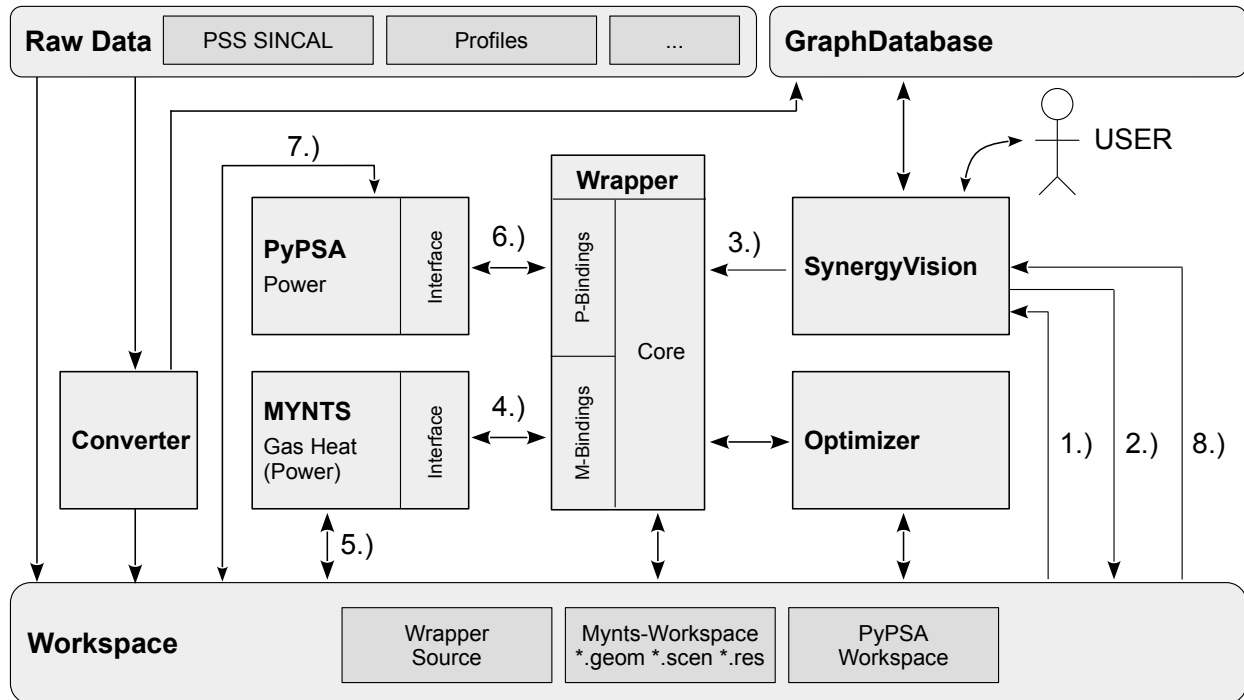 Raw Data
PSS SINCAL
Profiles
...
GraphDatabase
USER
7.)
Wrapper
PyPSA
Power
Interface
6.)
P-Bindings
3.)
SynergyVision
Core
Converter
MYNTS
Gas Heat
(Power)
Interface
4.)
M-Bindings
Optimizer
1.)
2.)
8.)
5.)
Workspace
Wrapper
Source
Mynts-Workspace
*.geom *.scen *.res
PyPSA
Workspace